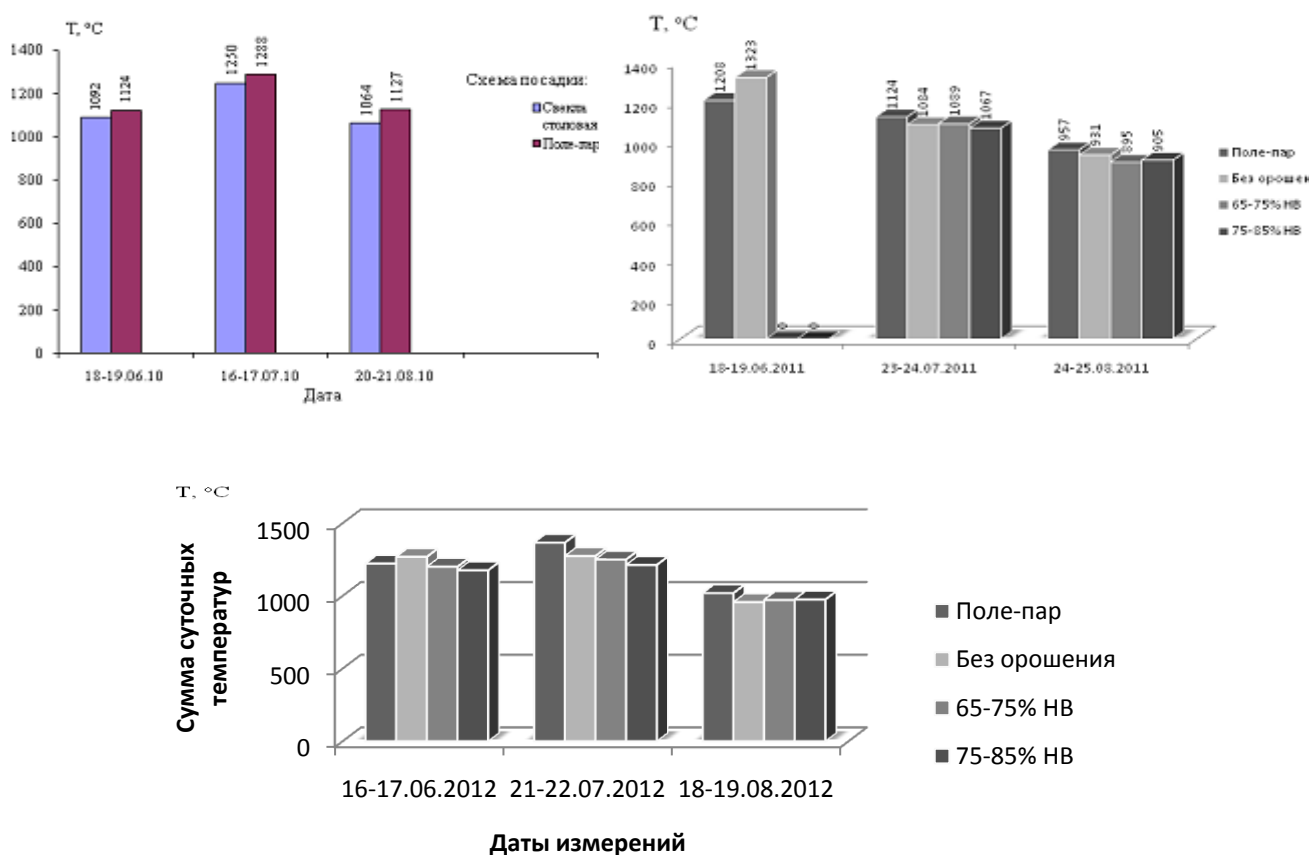 T, °C
1400
1200
1000
800
600
400
200
0
1092
1124
1250
1288
1064
1127
18-19.06.10
16-17.07.10
20-21.08.10
Дата
Схема посадки:
Свекла
столовая
Поле-пар
T, °C
1400
1200
1000
800
600
400
200
0
1208
1323
0
0
1124
1084
1089
1067
957
931
895
905
18-19.06.2011
23-24.07.2011
24-25.08.2011
Поле-пар
Без орошен
65-75% НВ
75-85% НВ
T, °C
Сумма суточных
температур
1500
1000
500
0
16-17.06.2012
21-22.07.2012
18-19.08.2012
Даты измерений
Поле-пар
Без орошения
65-75% НВ
75-85% НВ